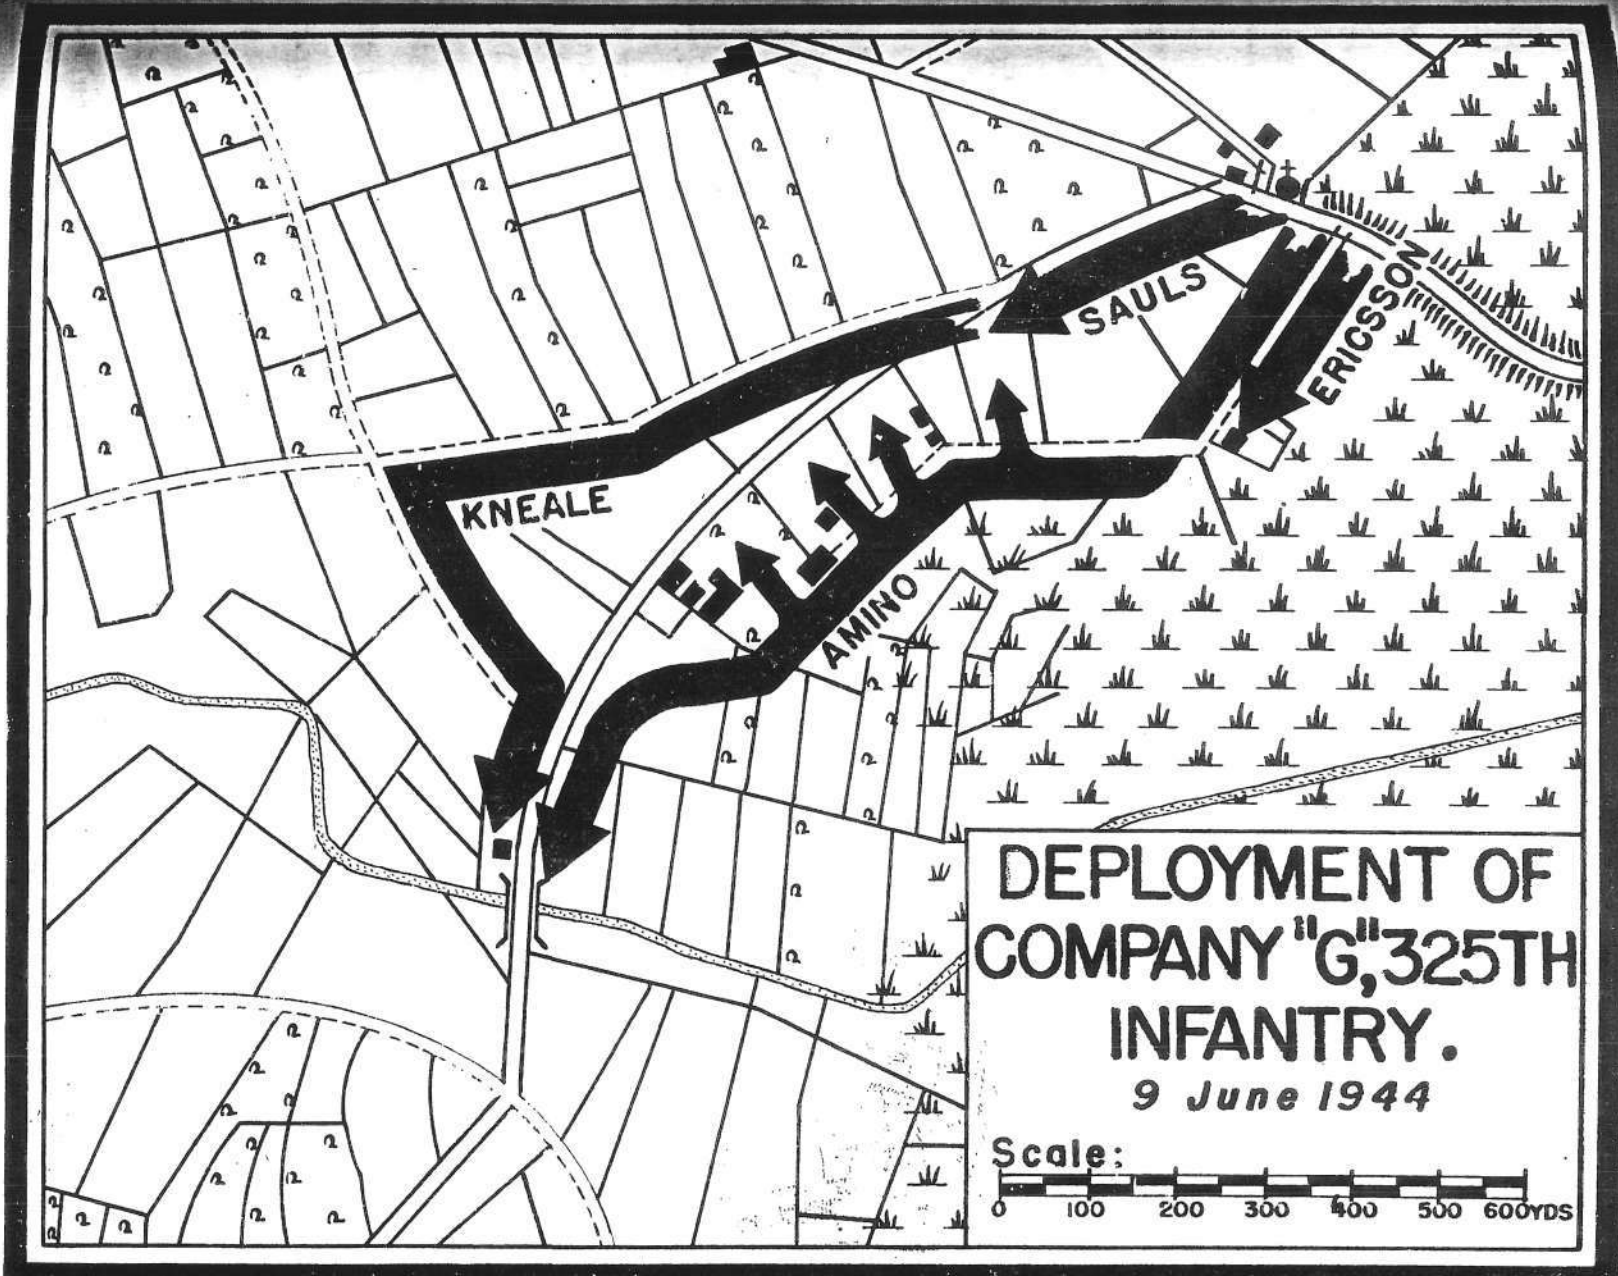 SAULS
ERICSSON
KNEALE
AMINO
DEPLOYMENT OF
COMPANY "G", 325TH
INFANTRY.
9 June 1944
Scale:
0 100 200 300 400 500 600YDS